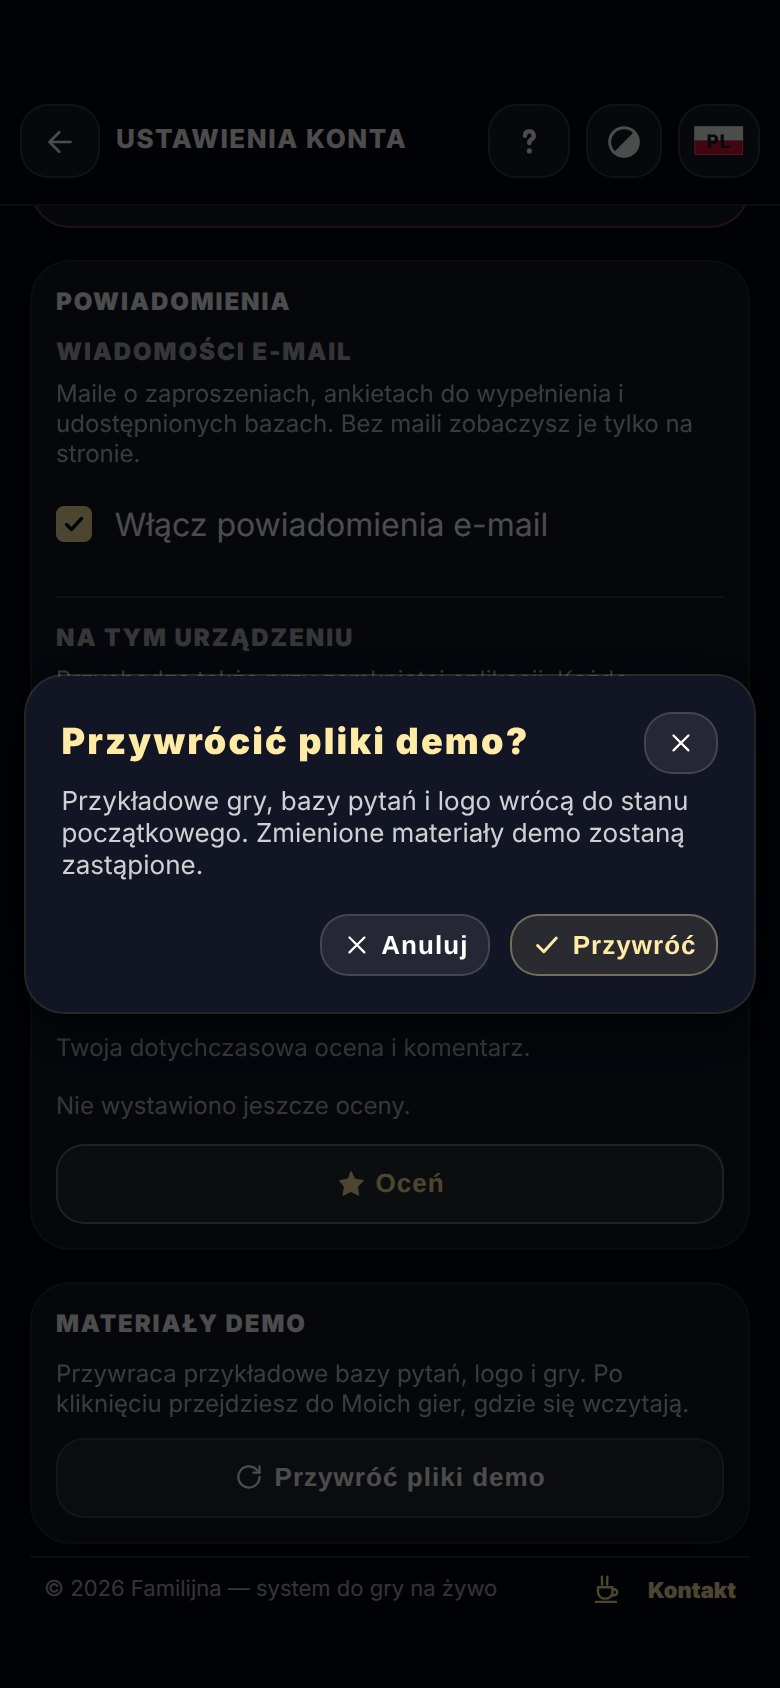 USTAWIENIA KONTA
?
PL
POWIADOMIENIA
WIADOMOŚCI E-MAIL
Maile o zaproszeniach, ankietach do wypełnienia i
udostępnionych bazach. Bez maili zobaczysz je tylko na
stronie.
Włącz powiadomienia e-mail
NA TYM URZĄDZENIU
Przywrócić pliki demo?
Przykładowe gry, bazy pytań i logo wrócą do stanu
początkowego. Zmienione materiały demo zostaną
zastąpione.
Anuluj
Przywróć
Twoja dotychczasowa ocena i komentarz.
Nie wystawiono jeszcze oceny.
Oceń
MATERIAŁY DEMO
Przywraca przykładowe bazy pytań, logo i gry. Po
kliknięciu przejdziesz do Moich gier, gdzie się wczytają.
Przywróć pliki demo
© 2026 Familijna — system do gry na żywo
Kontakt